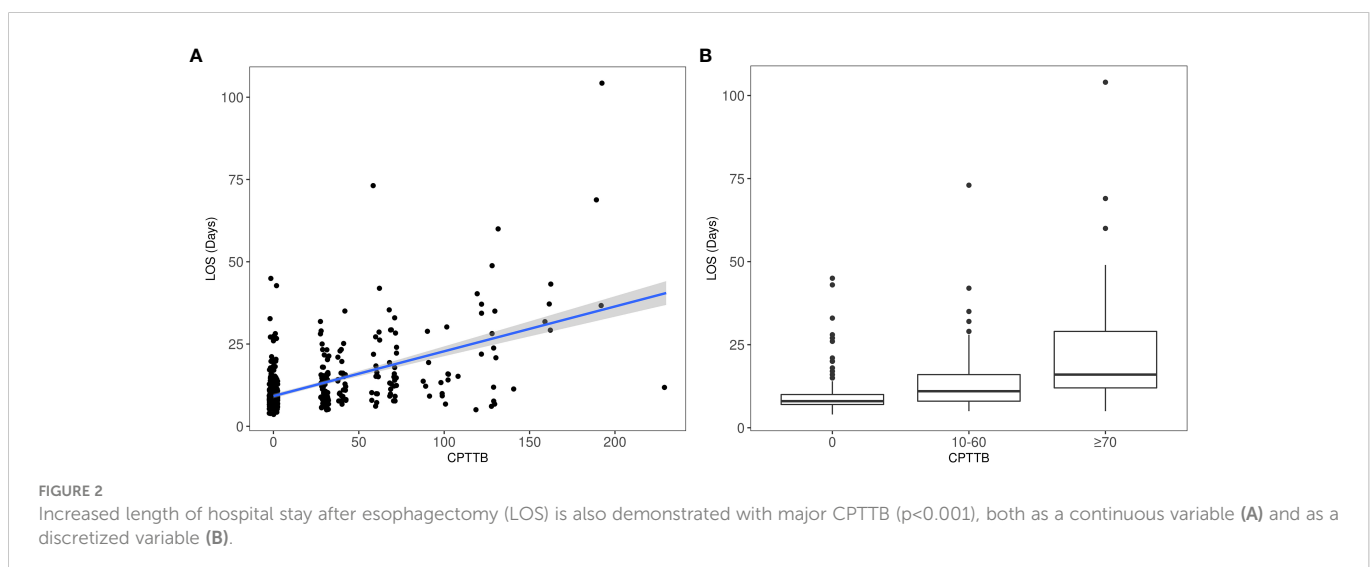 A
B
100
75
50
25
0
LOS (Days)
0
50
100
150
200
CPTTB
100
75
50
25
0
LOS (Days)
0
10-60
≥70
CPTTB
FIGURE 2
Increased length of hospital stay after esophagectomy (LOS) is also demonstrated with major CPTTB (p<0.001), both as a continuous variable (A) and as a
discretized variable (B).